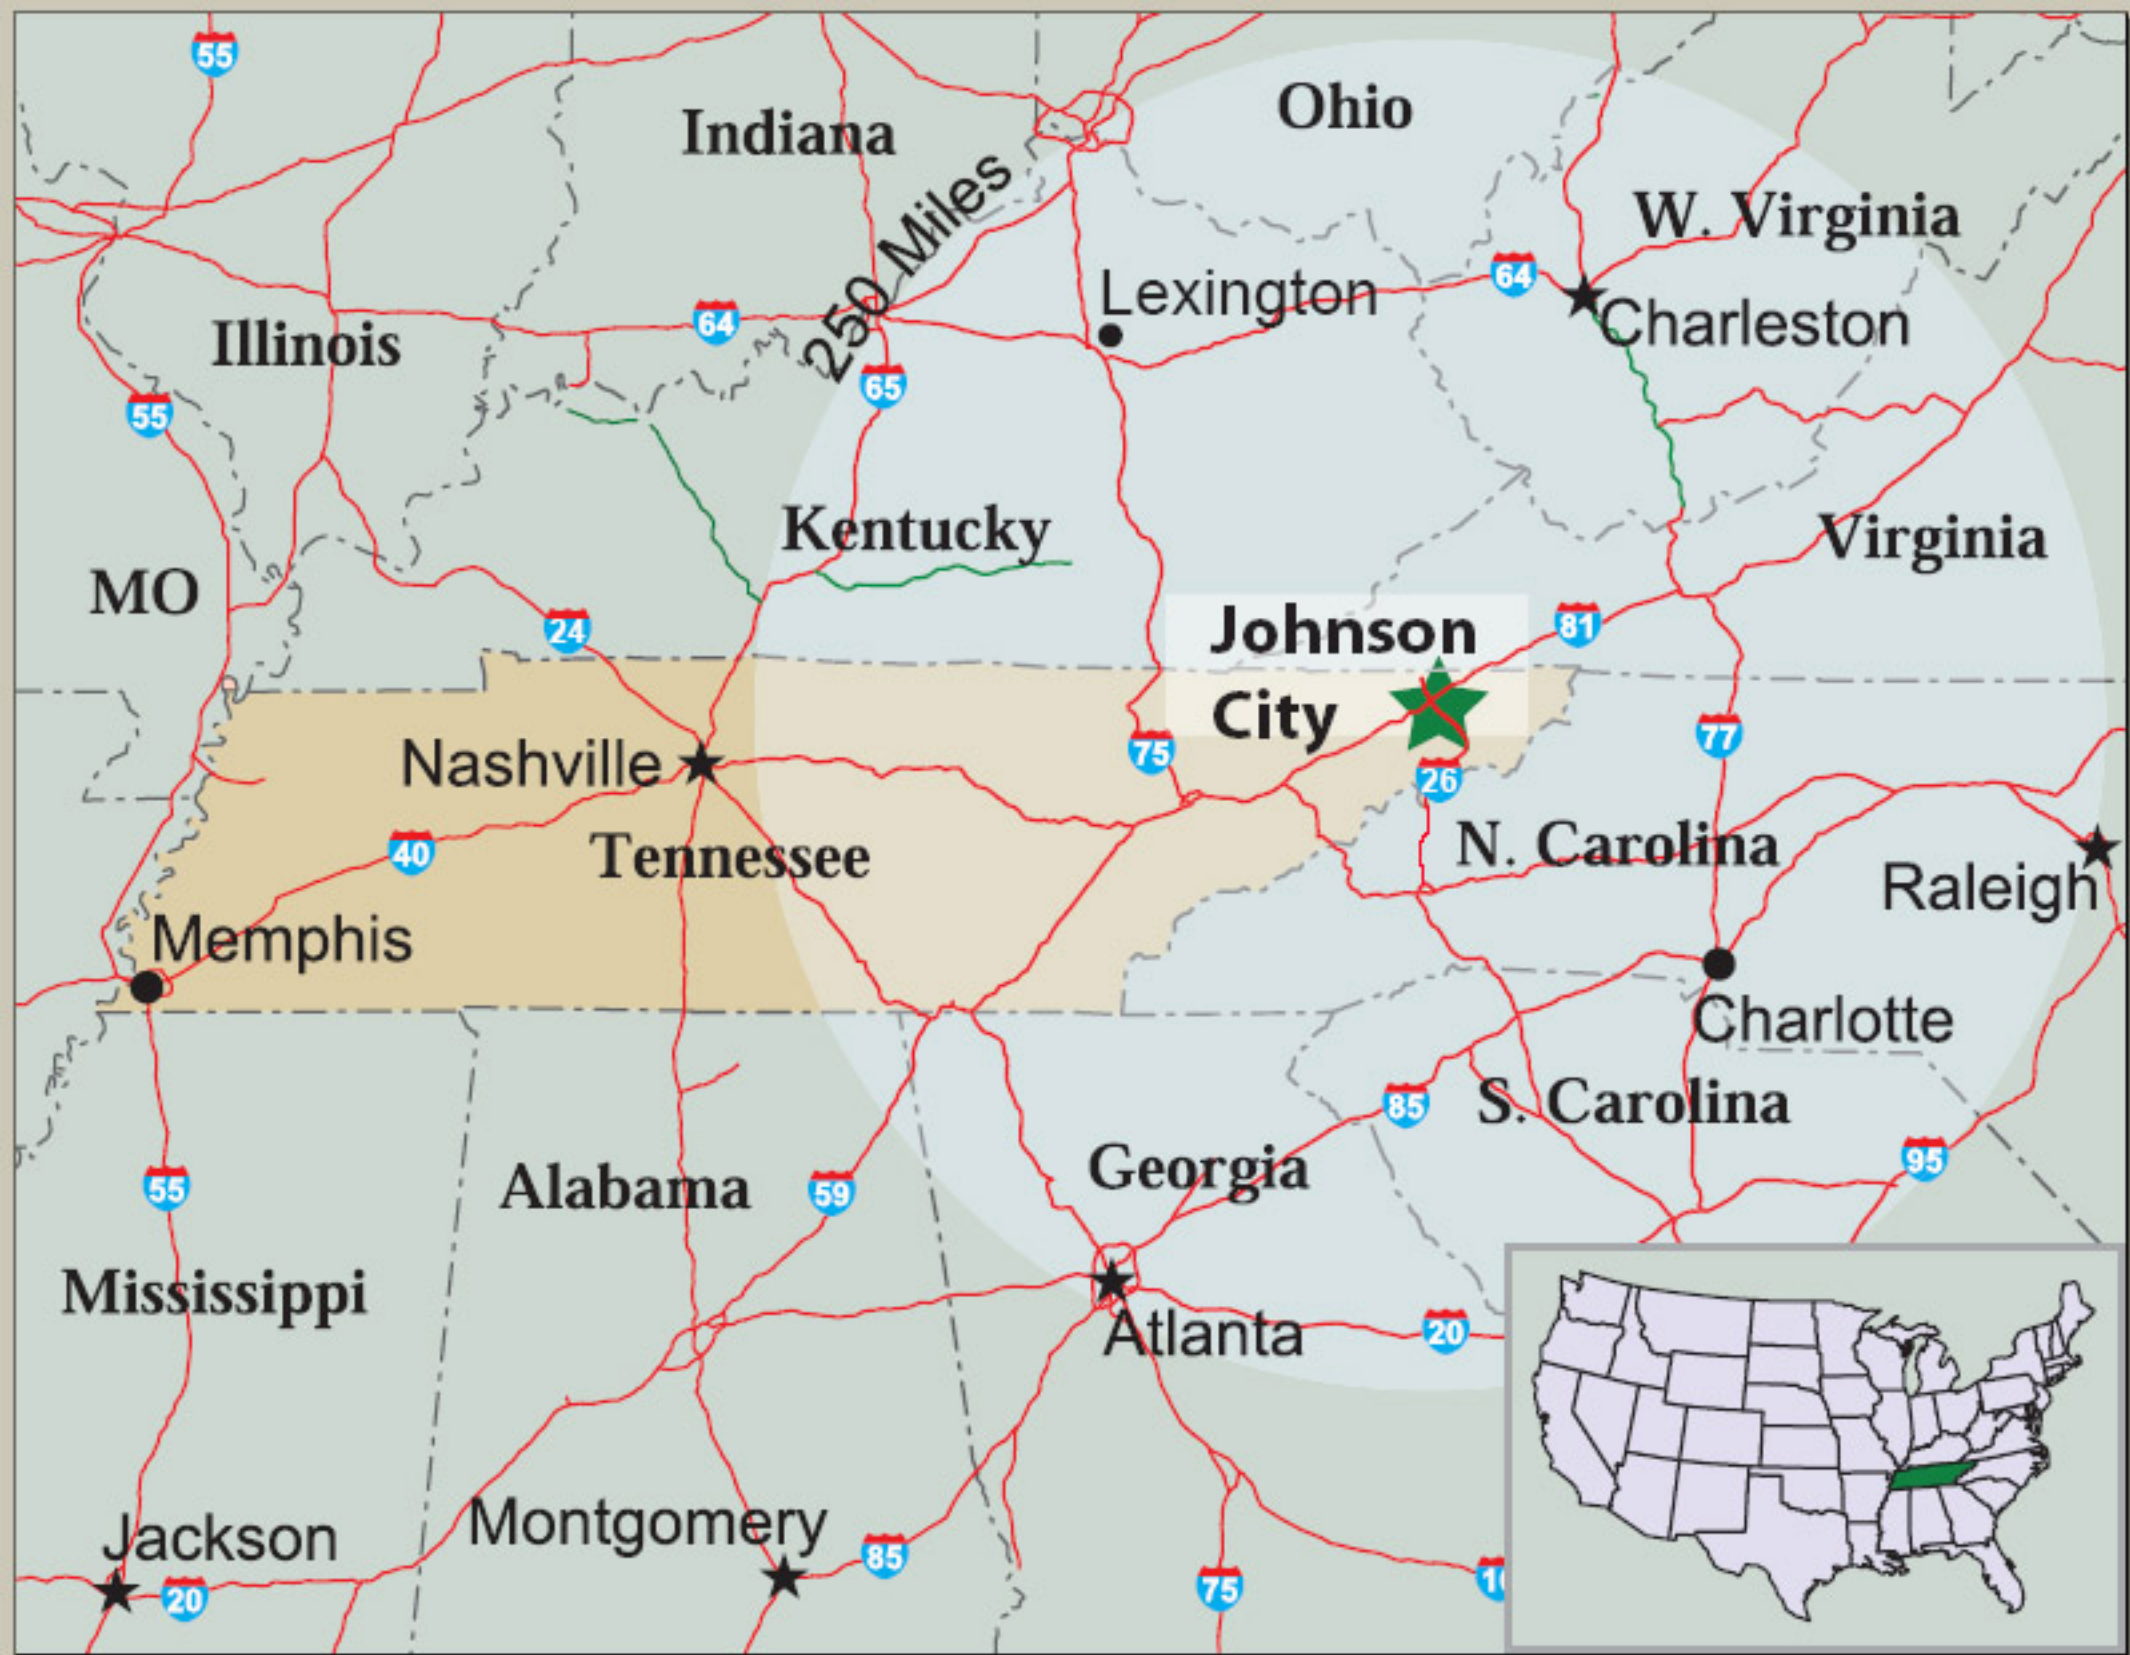 55
Indiana
Ohio
250 Miles
W. Virginia
Lexington
64
Charleston
Illinois
64
65
55
Kentucky
Virginia
MO
24
Johnson
City
81
Nashville
75
77
26
40
Tennessee
N. Carolina
Raleigh
Memphis
Charlotte
85
S. Carolina
Georgia
95
55
Alabama
59
Mississippi
Atlanta
20
Jackson
Montgomery
85
20
75